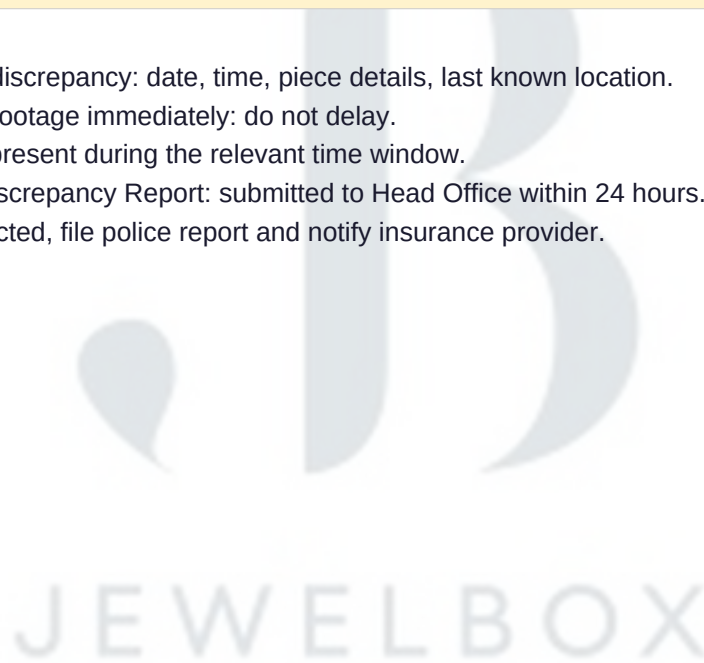 discrepancy: date, time, piece details, last known location.
ootage immediately: do not delay.
present during the relevant time window.
screpancy Report: submitted to Head Office within 24 hours.
cted, file police report and notify insurance provider.
JEWELBOX